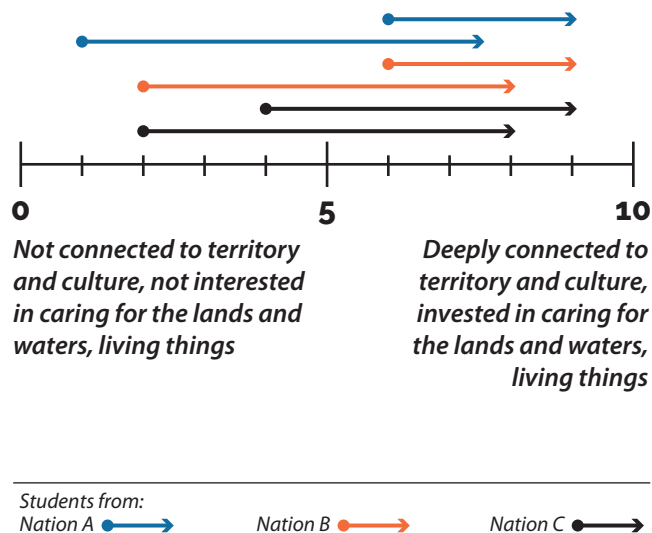 0 5 10
Not connected to territory
and culture, not interested
in caring for the lands and
waters, living things
Deeply connected to
territory and culture,
invested in caring for
the lands and waters,
living things
Students from:
Nation A Nation B Nation C